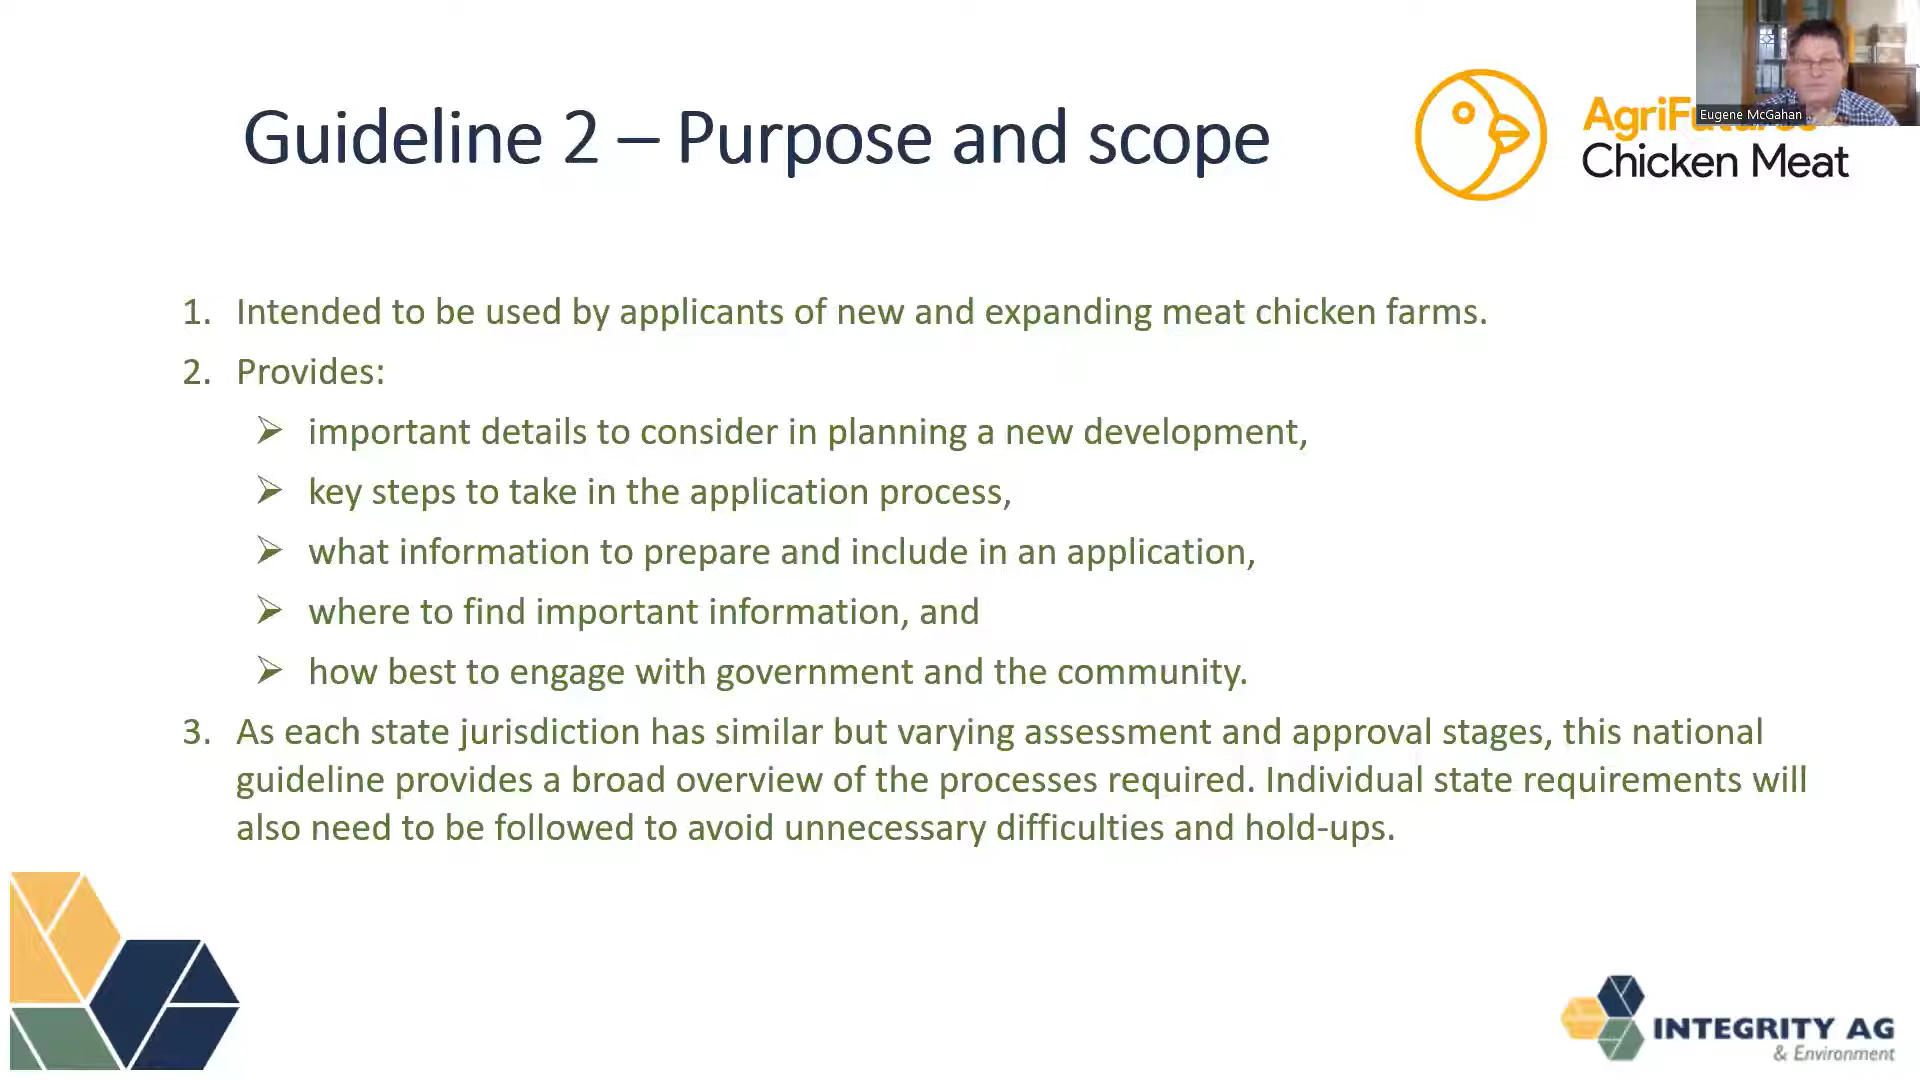 Eugene McGahan
Guideline 2 – Purpose and scope
Chicken Meat
1. Intended to be used by applicants of new and expanding meat chicken farms.
2. Provides:
➢ important details to consider in planning a new development,
➢ key steps to take in the application process,
➢ what information to prepare and include in an application,
➢ where to find important information, and
➢ how best to engage with government and the community.
3. As each state jurisdiction has similar but varying assessment and approval stages, this national
guideline provides a broad overview of the processes required. Individual state requirements will
also need to be followed to avoid unnecessary difficulties and hold-ups.
INTEGRITY AG
& Environment